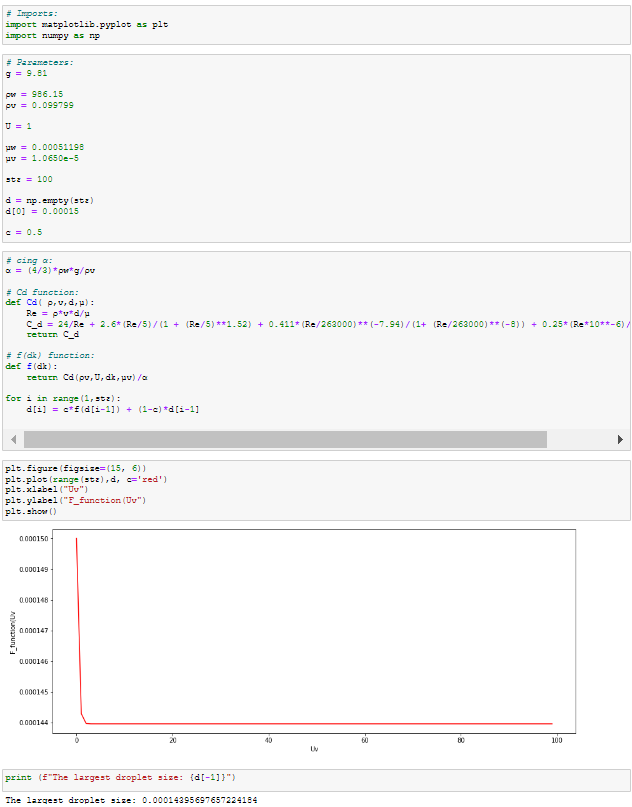 # Imports:
import matplotlib.pyplot as plt
import numpy as np
# Parameters:
g = 9.81
ρw = 986.15
ρv = 0.099799
U = 1
μw = 0.00051198
μv = 1.0650e-5
stz = 100
d = np.empty(stz)
d[0] = 0.00015
c = 0.5
# cing α:
α = (4/3)*ρw*g/ρv
# Cd function:
def Cd( ρ,v,d,μ):
Re = ρ*v*d/μ
C_d = 24/Re + 2.6*(Re/5)/(1 + (Re/5)**1.52) + 0.411*(Re/263000)**(-7.94)/(1+ (Re/263000)**(-8)) + 0.25*(Re*10**-6)/
return C_d
# f(dk) function:
def f(dk):
return Cd(ρv,U,dk,μv)/α
for i in range(1,stz):
d[i] = c*f(d[i-1]) + (1-c)*d[i-1]
plt.figure(figsize=(15, 6))
plt.plot(range(stz),d, c='red')
plt.xlabel("Uv")
plt.ylabel("F_function(Uv")
plt.show()
0.000150
0.000149
0.000148
0.000147
0.000146
0.000145
0.000144
F_function(Uv
0 20 40 60 80 100
Uv
print (f"The largest droplet size: {d[-1]}")
The largest droplet size: 0.00014395697657224184